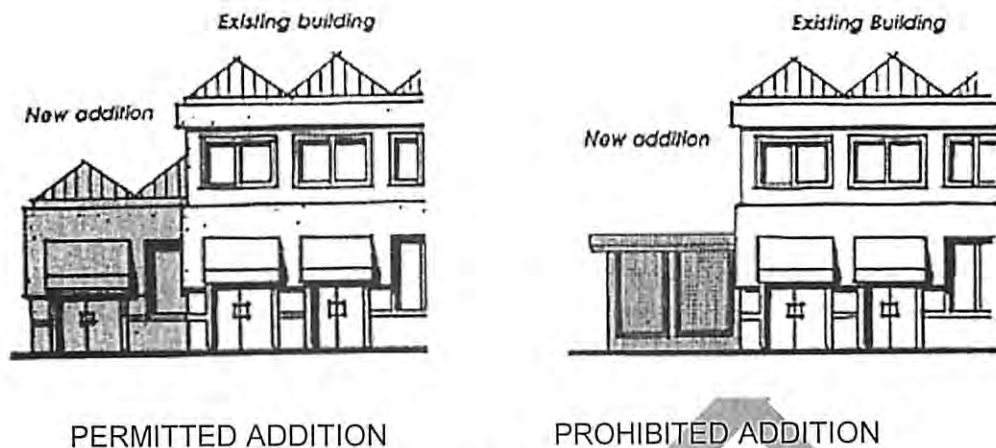 Existing building
New addition
PERMITTED ADDITION
Existing Building
New addition
PROHIBITED ADDITION